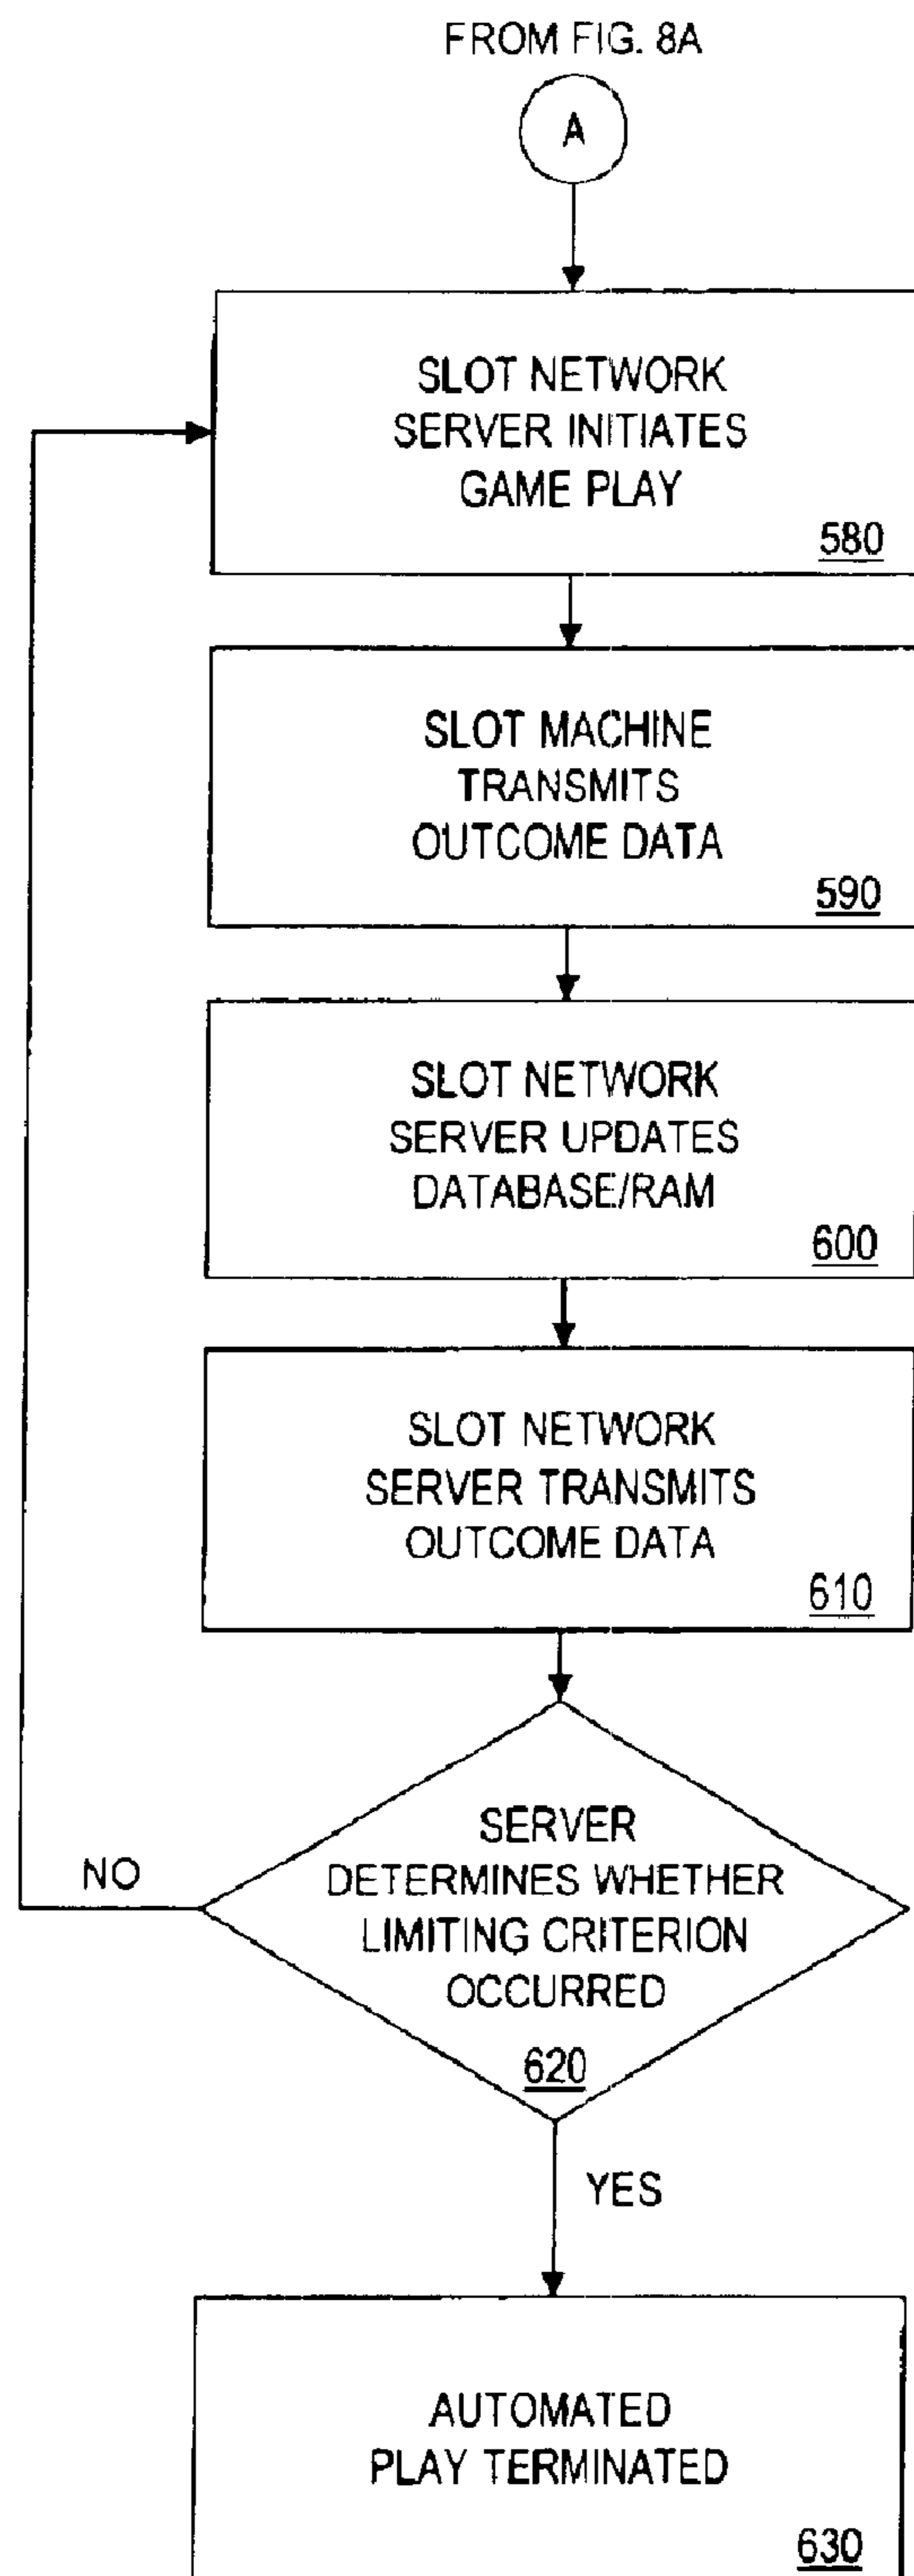 FROM FIG. 8A
A
SLOT NETWORK
SERVER INITIATES
GAME PLAY
580
SLOT MACHINE
TRANSMITS
OUTCOME DATA
590
SLOT NETWORK
SERVER UPDATES
DATABASE/RAM
600
SLOT NETWORK
SERVER TRANSMITS
OUTCOME DATA
610
SERVER
DETERMINES WHETHER
LIMITING CRITERION
OCCURRED
620
NO
YES
AUTOMATED
PLAY TERMINATED
630